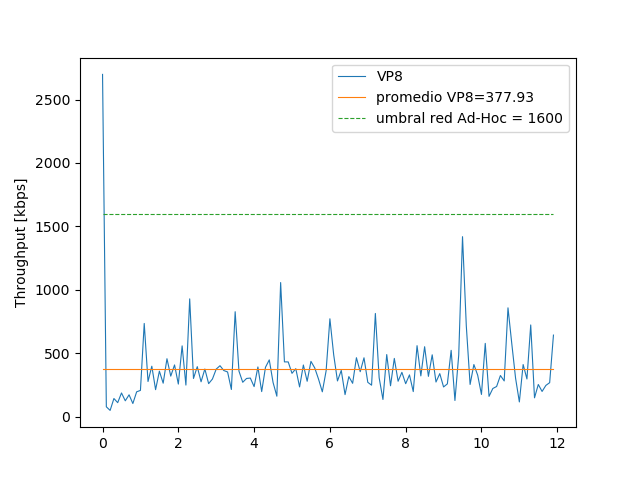 VP8
promedio VP8=377.93
umbral red Ad-Hoc = 1600
Throughput [kbps]
2500
2000
1500
1000
500
0
0 2 4 6 8 10 12